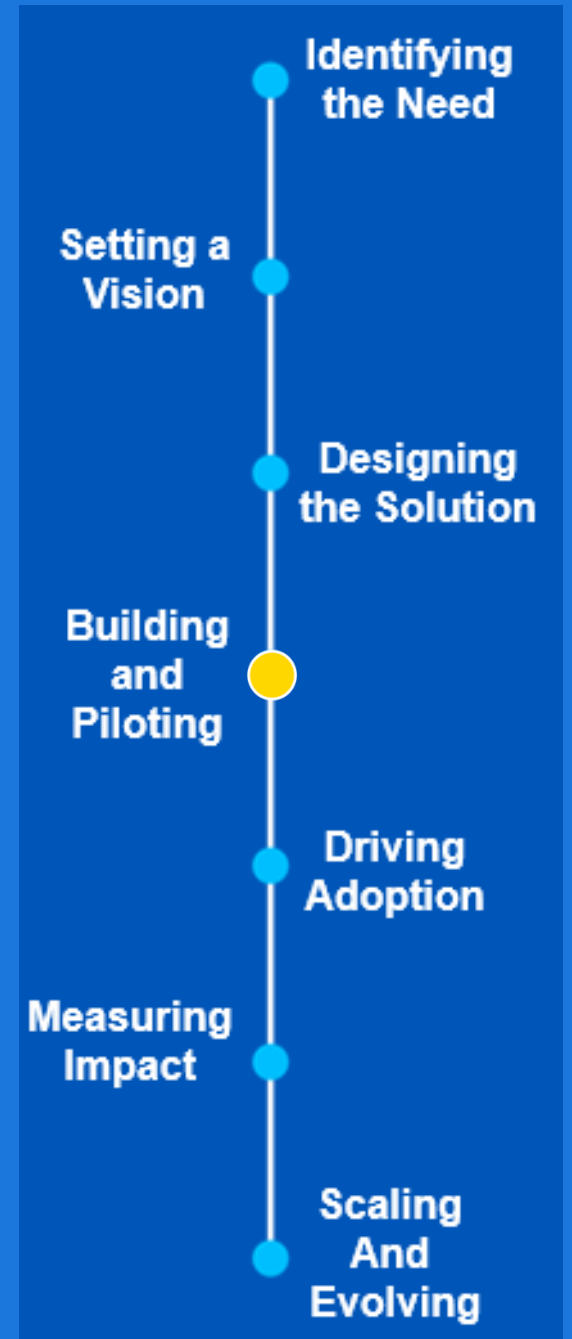 Identifying
the Need
Setting a
Vision
Designing
the Solution
Building
and
Piloting
Driving
Adoption
Measuring
Impact
Scaling
And
Evolving